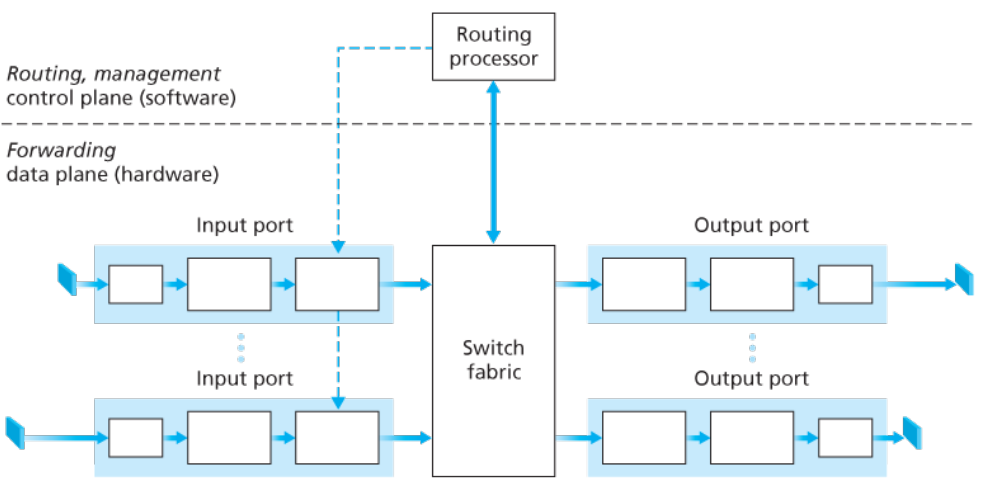 Routing
processor
Routing, management
control plane (software)
Forwarding
data plane (hardware)
Input port
Output port
Switch
fabric
Input port
Output port